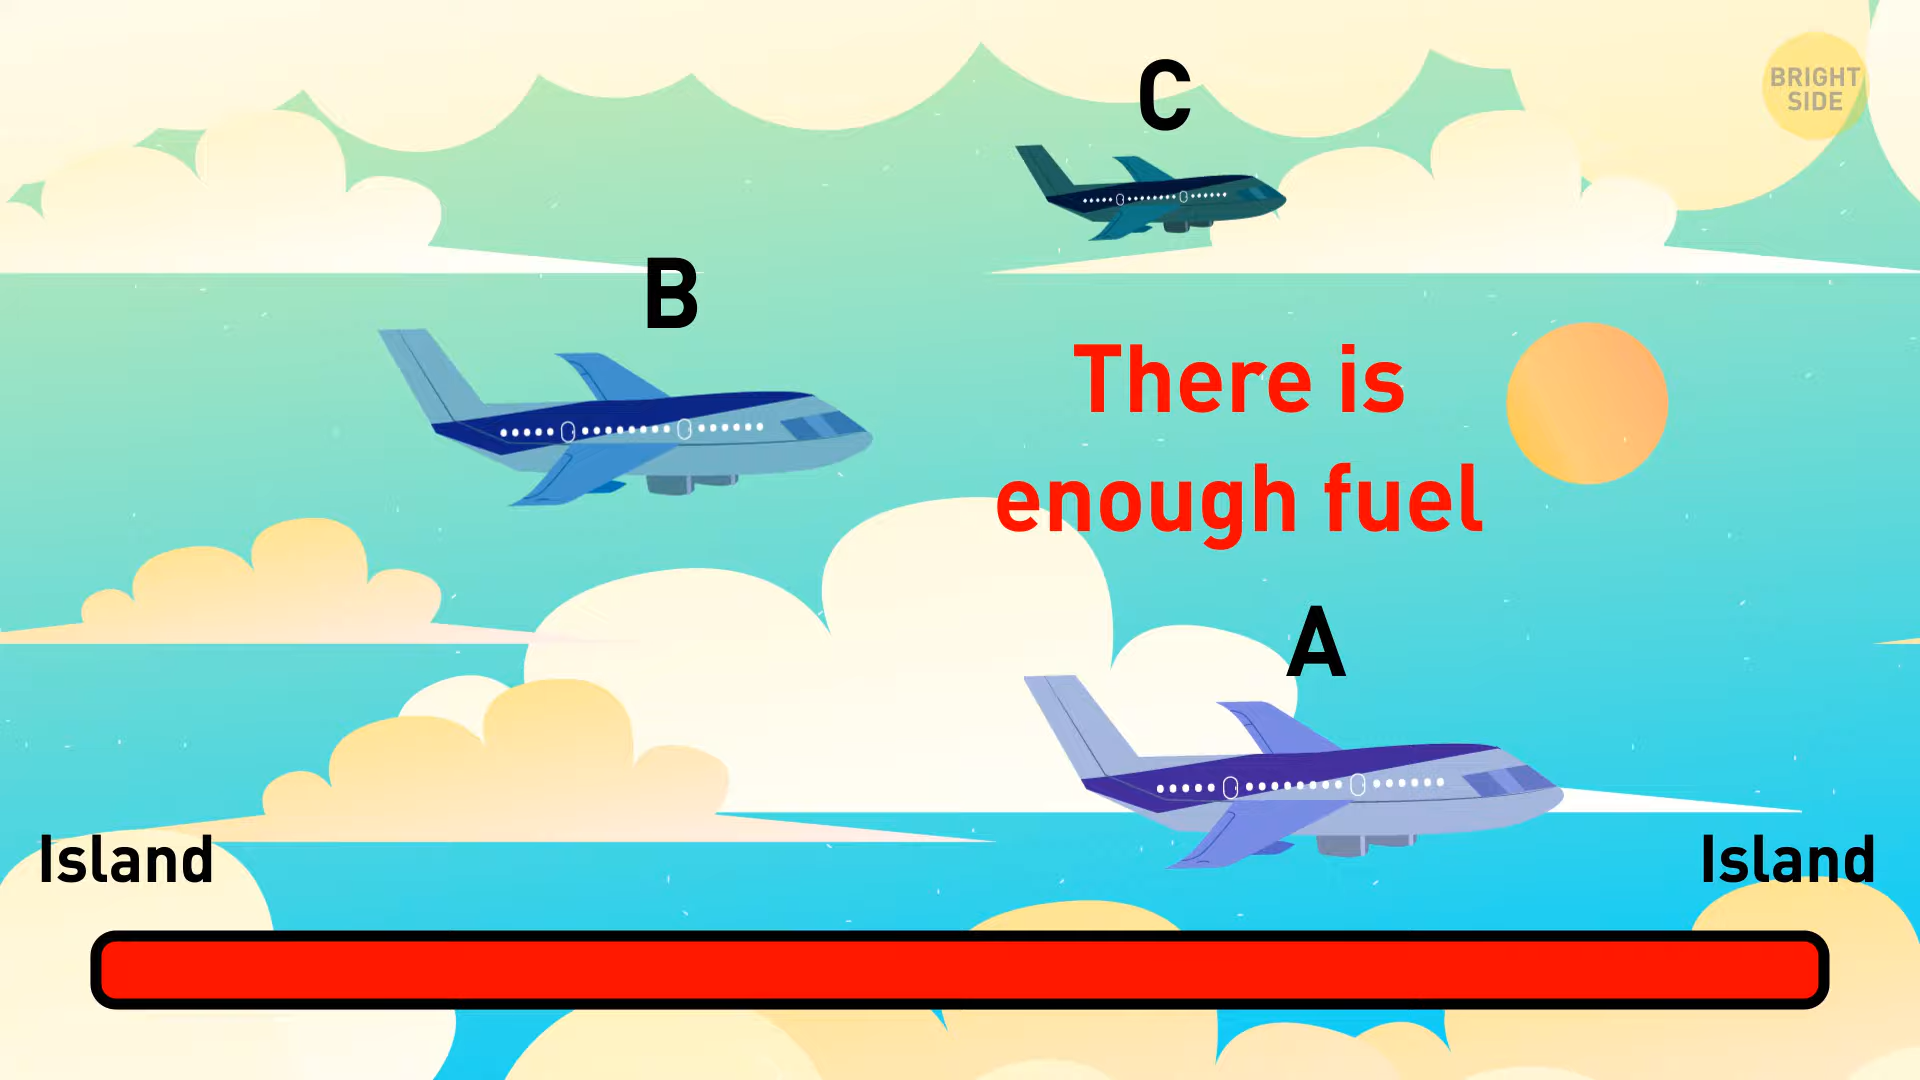 C
BRIGHT
SIDE
B
There is
enough fuel
A
Island
Island